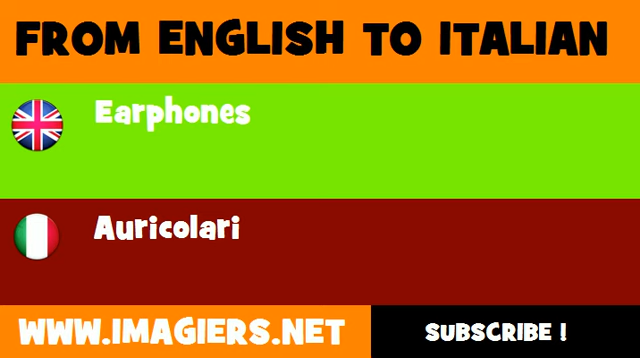 FROM ENGLISH TO ITALIAN
Earphones
Auricolari
WWW.IMAGIERS.NET
SUBSCRIBE !